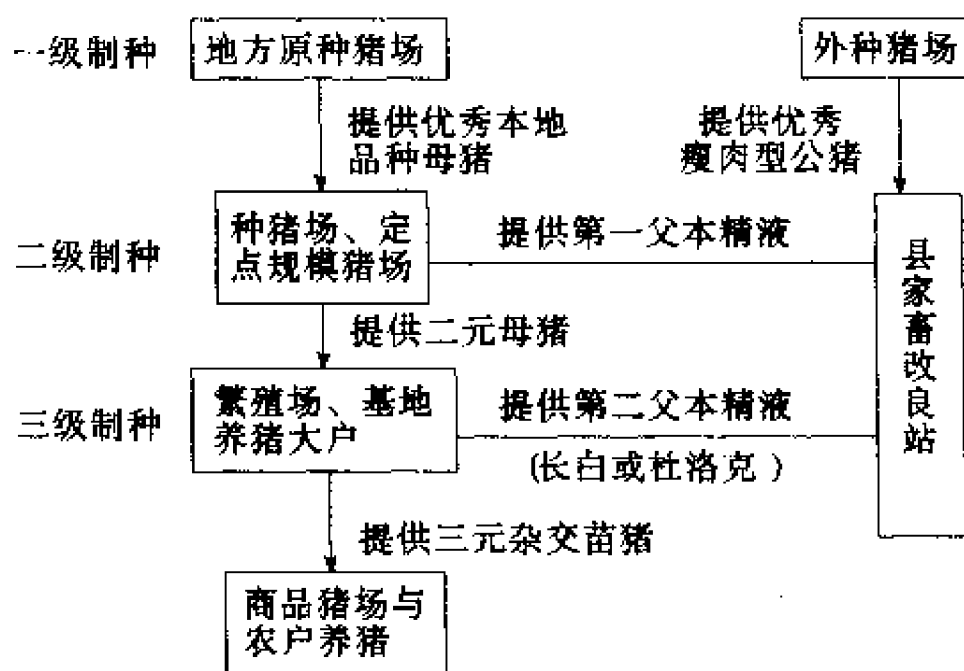 一级制种
地方原种猪场
外种猪场
提供优秀本地
品种母猪
提供优秀
瘦肉型公猪
二级制种
种猪场、定
点规模猪场
提供第一父本精液
县家畜改良站
提供二元母猪
三级制种
繁殖场、基地
养猪大户
提供第二父本精液
(长白或杜洛克)
提供三元杂交苗猪
商品猪场与
农户养猪